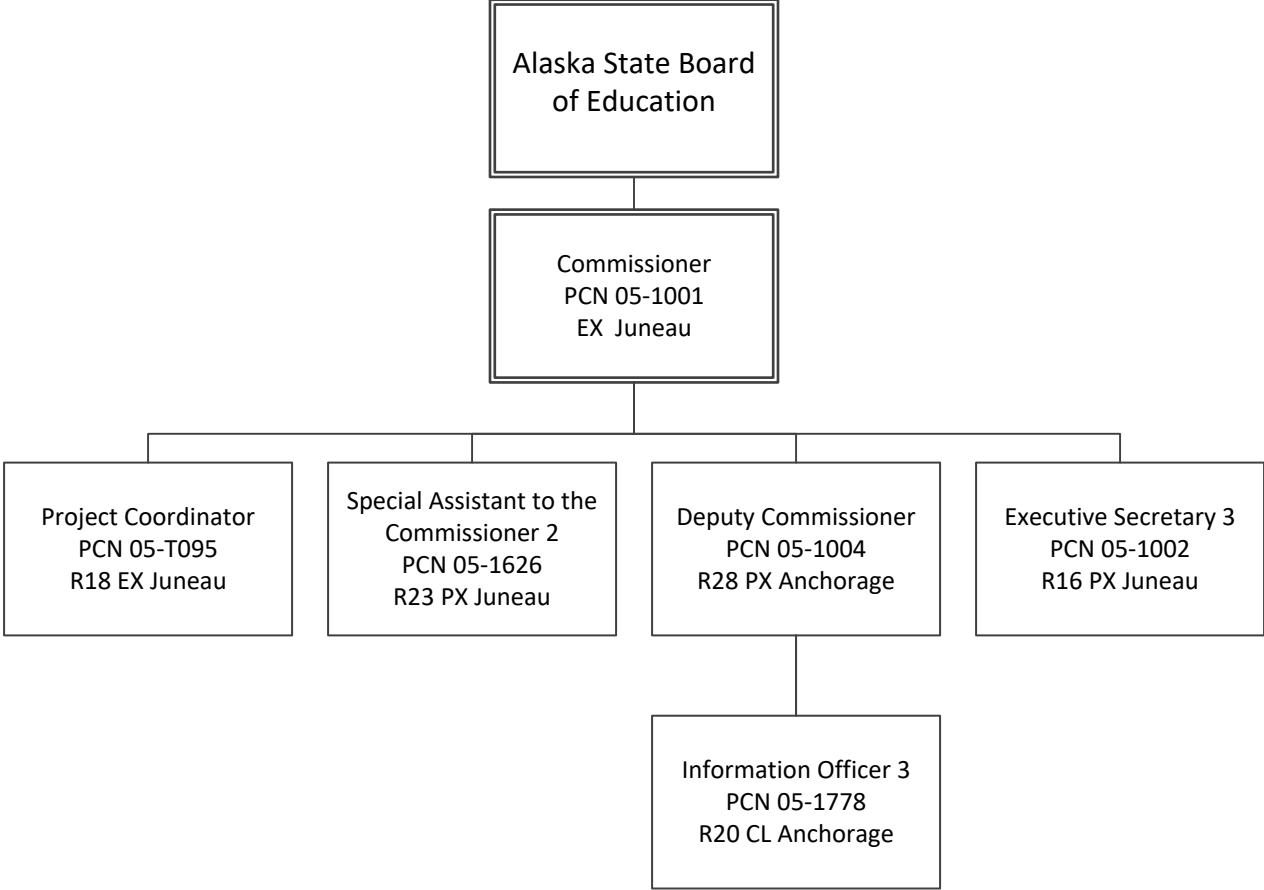 Alaska State Board
of Education
Commissioner
PCN 05-1001
EX  Juneau
Project Coordinator
PCN 05-T095
R18 EX Juneau
Special Assistant to the
Commissioner 2
PCN 05-1626
R23 PX Juneau
Deputy Commissioner
PCN 05-1004
R28 PX Anchorage
Executive Secretary 3
PCN 05-1002
R16 PX Juneau
Information Officer 3
PCN 05-1778
R20 CL Anchorage